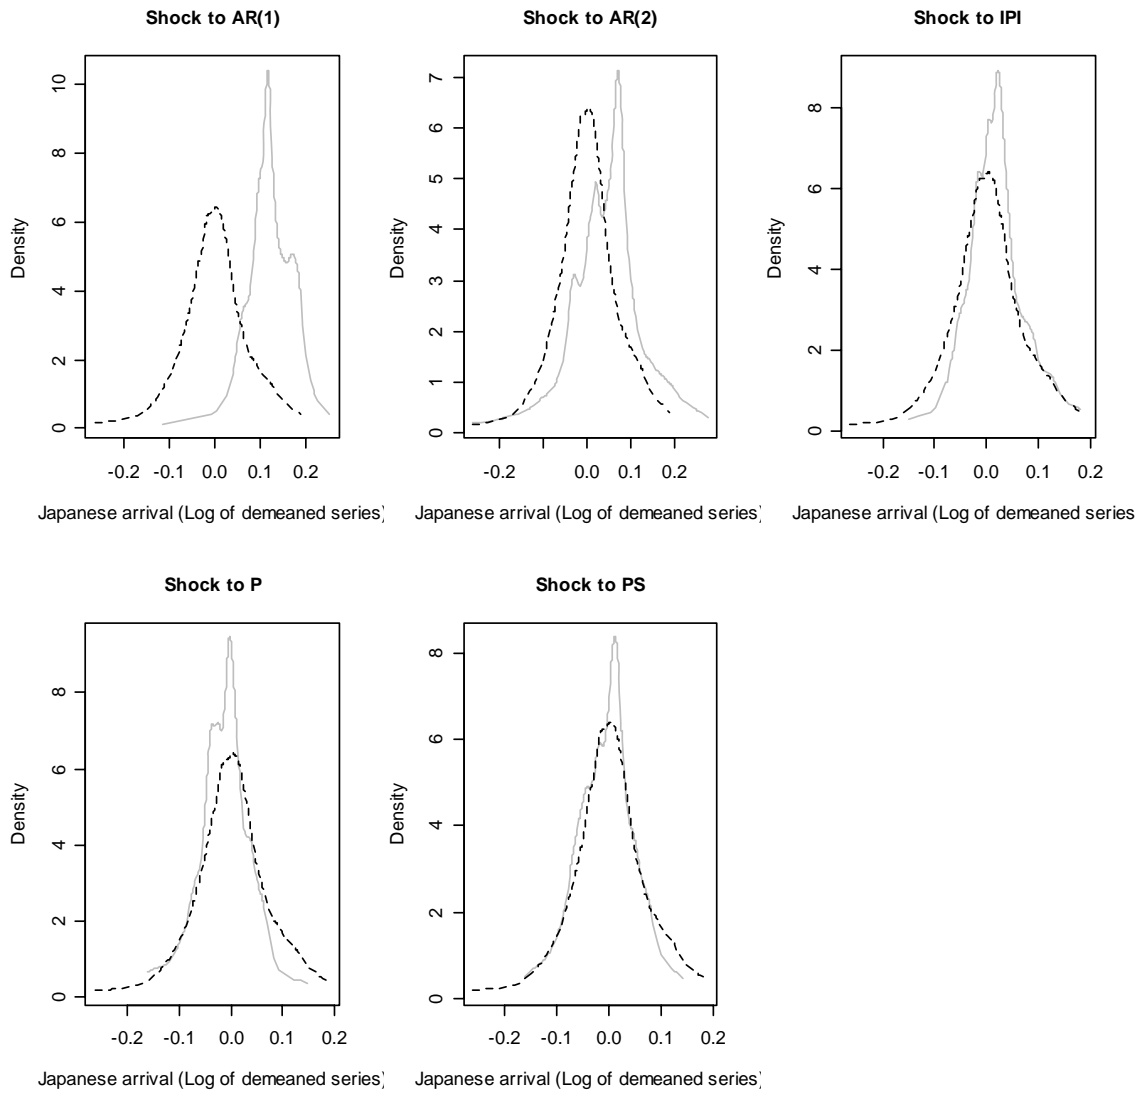 Shock to AR(1)
Density
0 2 4 6 8 10
-0.2 -0.1 0.0 0.1 0.2
Japanese arrival (Log of demeaned series)
Shock to AR(2)
Density
0 1 2 3 4 5 6 7
-0.2 0.0 0.1 0.2
Japanese arrival (Log of demeaned series)
Shock to IPI
Density
0 2 4 6 8
-0.2 -0.1 0.0 0.1 0.2
Japanese arrival (Log of demeaned series
Shock to P
Density
0 2 4 6 8
-0.2 -0.1 0.0 0.1 0.2
Japanese arrival (Log of demeaned series)
Shock to PS
Density
0 2 4 6 8
-0.2 -0.1 0.0 0.1 0.2
Japanese arrival (Log of demeaned series)